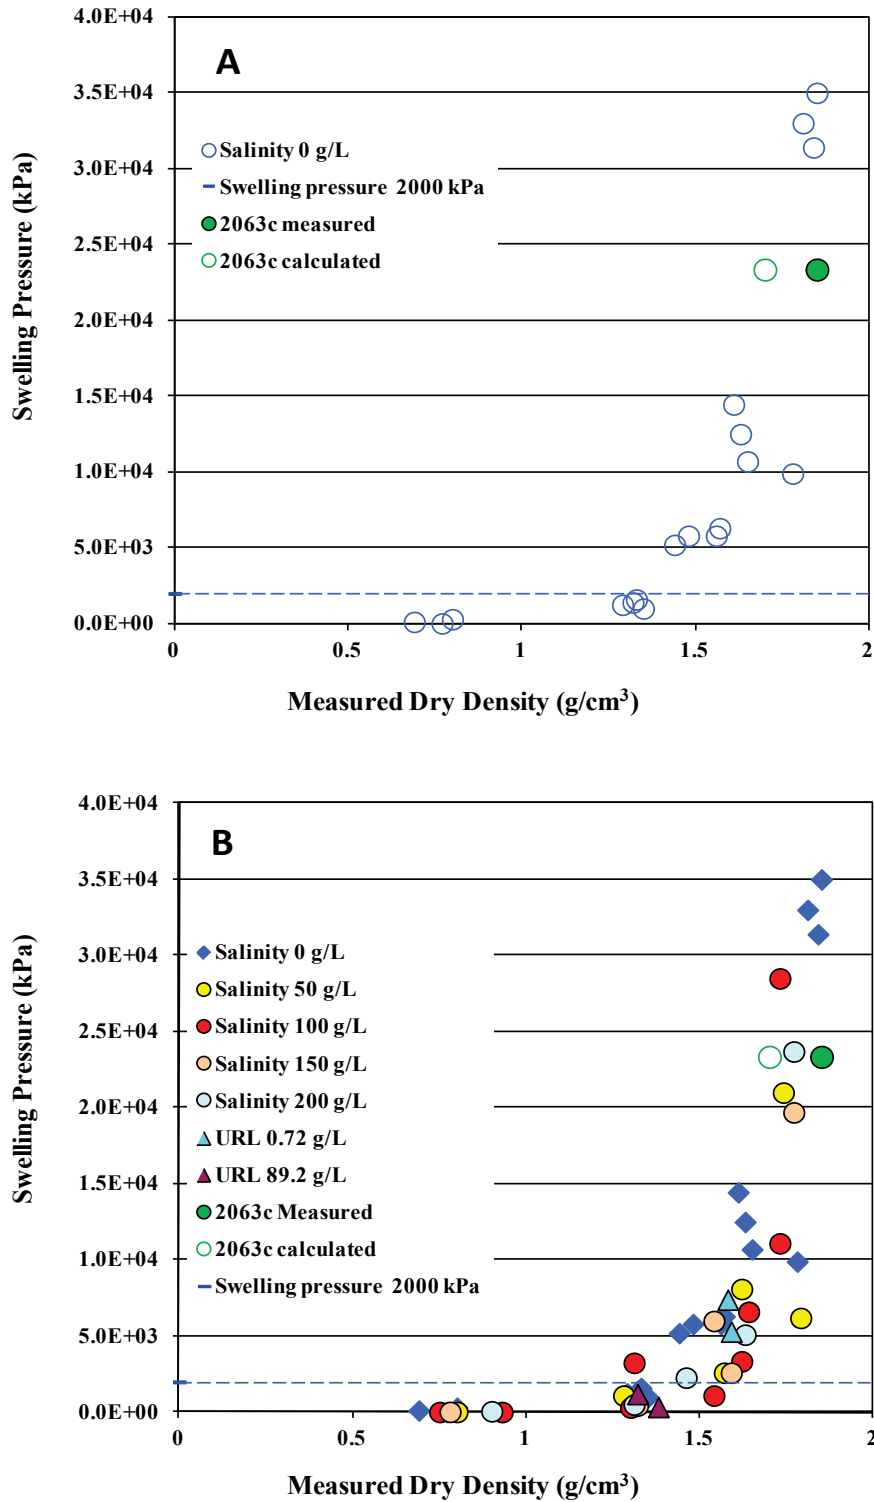 4.0E+04
A
3.5E+04
Salinity 0 g/L
3.0E+04
Swelling pressure 2000 kPa
2063c measured
2.5E+04
2063c calculated
2.0E+04
1.5E+04
1.0E+04
5.0E+03
0.0E+00
Swelling Pressure (kPa)
0 0.5 1 1.5 2
Measured Dry Density (g/cm³)
4.0E+04
B
3.5E+04
Salinity 0 g/L
Salinity 50 g/L
3.0E+04
Salinity 100 g/L
Salinity 150 g/L
2.5E+04
Salinity 200 g/L
URL 0.72 g/L
2.0E+04
URL 89.2 g/L
2063c Measured
1.5E+04
2063c calculated
Swelling pressure 2000 kPa
1.0E+04
5.0E+03
0.0E+00
Swelling Pressure (kPa)
0 0.5 1 1.5 2
Measured Dry Density (g/cm³)